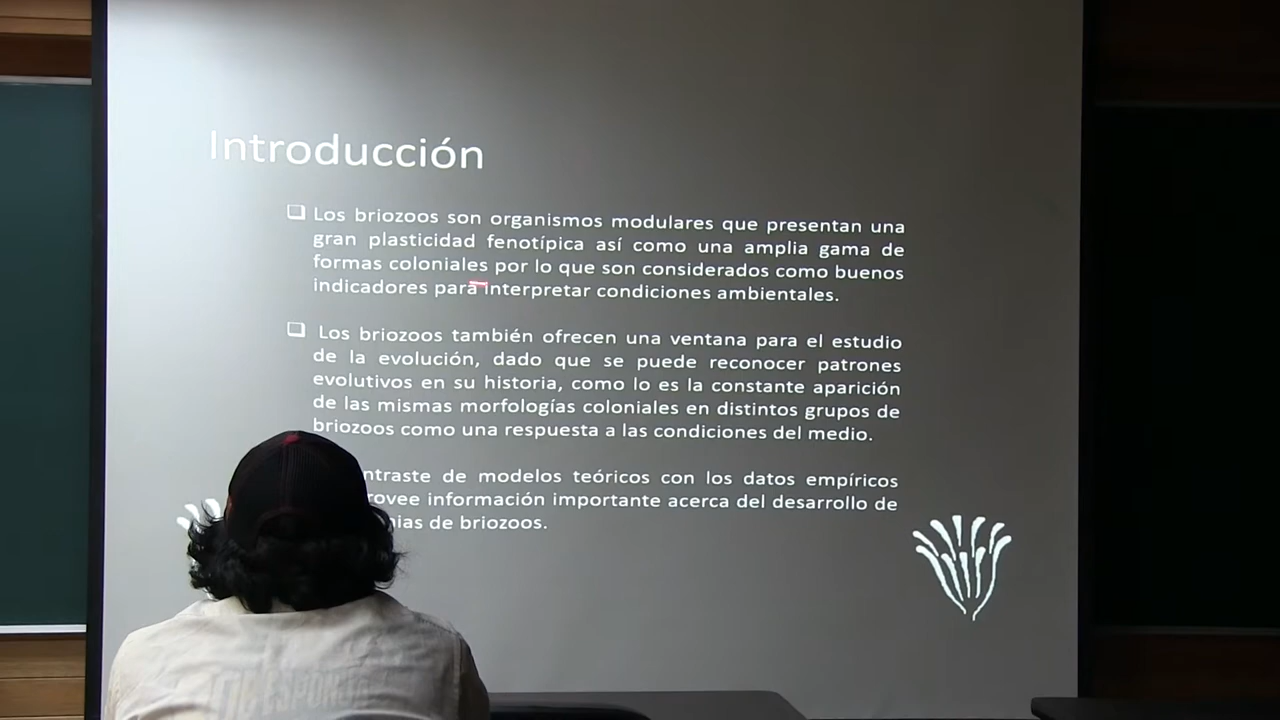 Introducción
Los briozoos son organismos modulares que presentan una
gran plasticidad fenotípica así como una amplia gama de
formas coloniales por lo que son considerados como buenos
indicadores para interpretar condiciones ambientales.
Los briozoos también ofrecen una ventana para el estudio
de la evolución, dado que se puede reconocer patrones
evolutivos en su historia, como lo es la constante aparición
de las mismas morfologías coloniales en distintos grupos de
briozoos como una respuesta a las condiciones del medio.
de modelos teóricos con los datos empíricos
información importante acerca del desarrollo de
de briozoos.